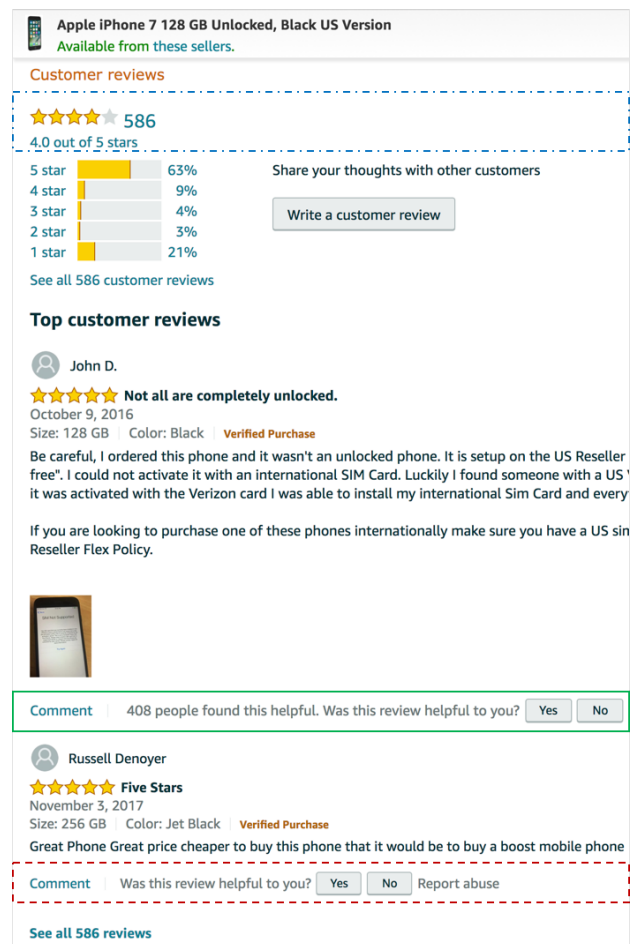 Apple iPhone 7 128 GB Unlocked, Black US Version
Available from these sellers.
Customer reviews
586
4.0 out of 5 stars
5 star 63%
4 star 9%
3 star 4%
2 star 3%
1 star 21%
Share your thoughts with other customers
Write a customer review
See all 586 customer reviews
Top customer reviews
John D.
Not all are completely unlocked.
October 9, 2016
Size: 128 GB Color: Black Verified Purchase
Be careful, I ordered this phone and it wasn't an unlocked phone. It is setup on the US Reseller
free". I could not activate it with an international SIM Card. Luckily I found someone with a US
it was activated with the Verizon card I was able to install my international Sim Card and every
If you are looking to purchase one of these phones internationally make sure you have a US sin
Reseller Flex Policy.
Comment 408 people found this helpful. Was this review helpful to you? Yes No
Russell Denoyer
Five Stars
November 3, 2017
Size: 256 GB Color: Jet Black Verified Purchase
Great Phone Great price cheaper to buy this phone that it would be to buy a boost mobile phone
Comment Was this review helpful to you? Yes No Report abuse
See all 586 reviews